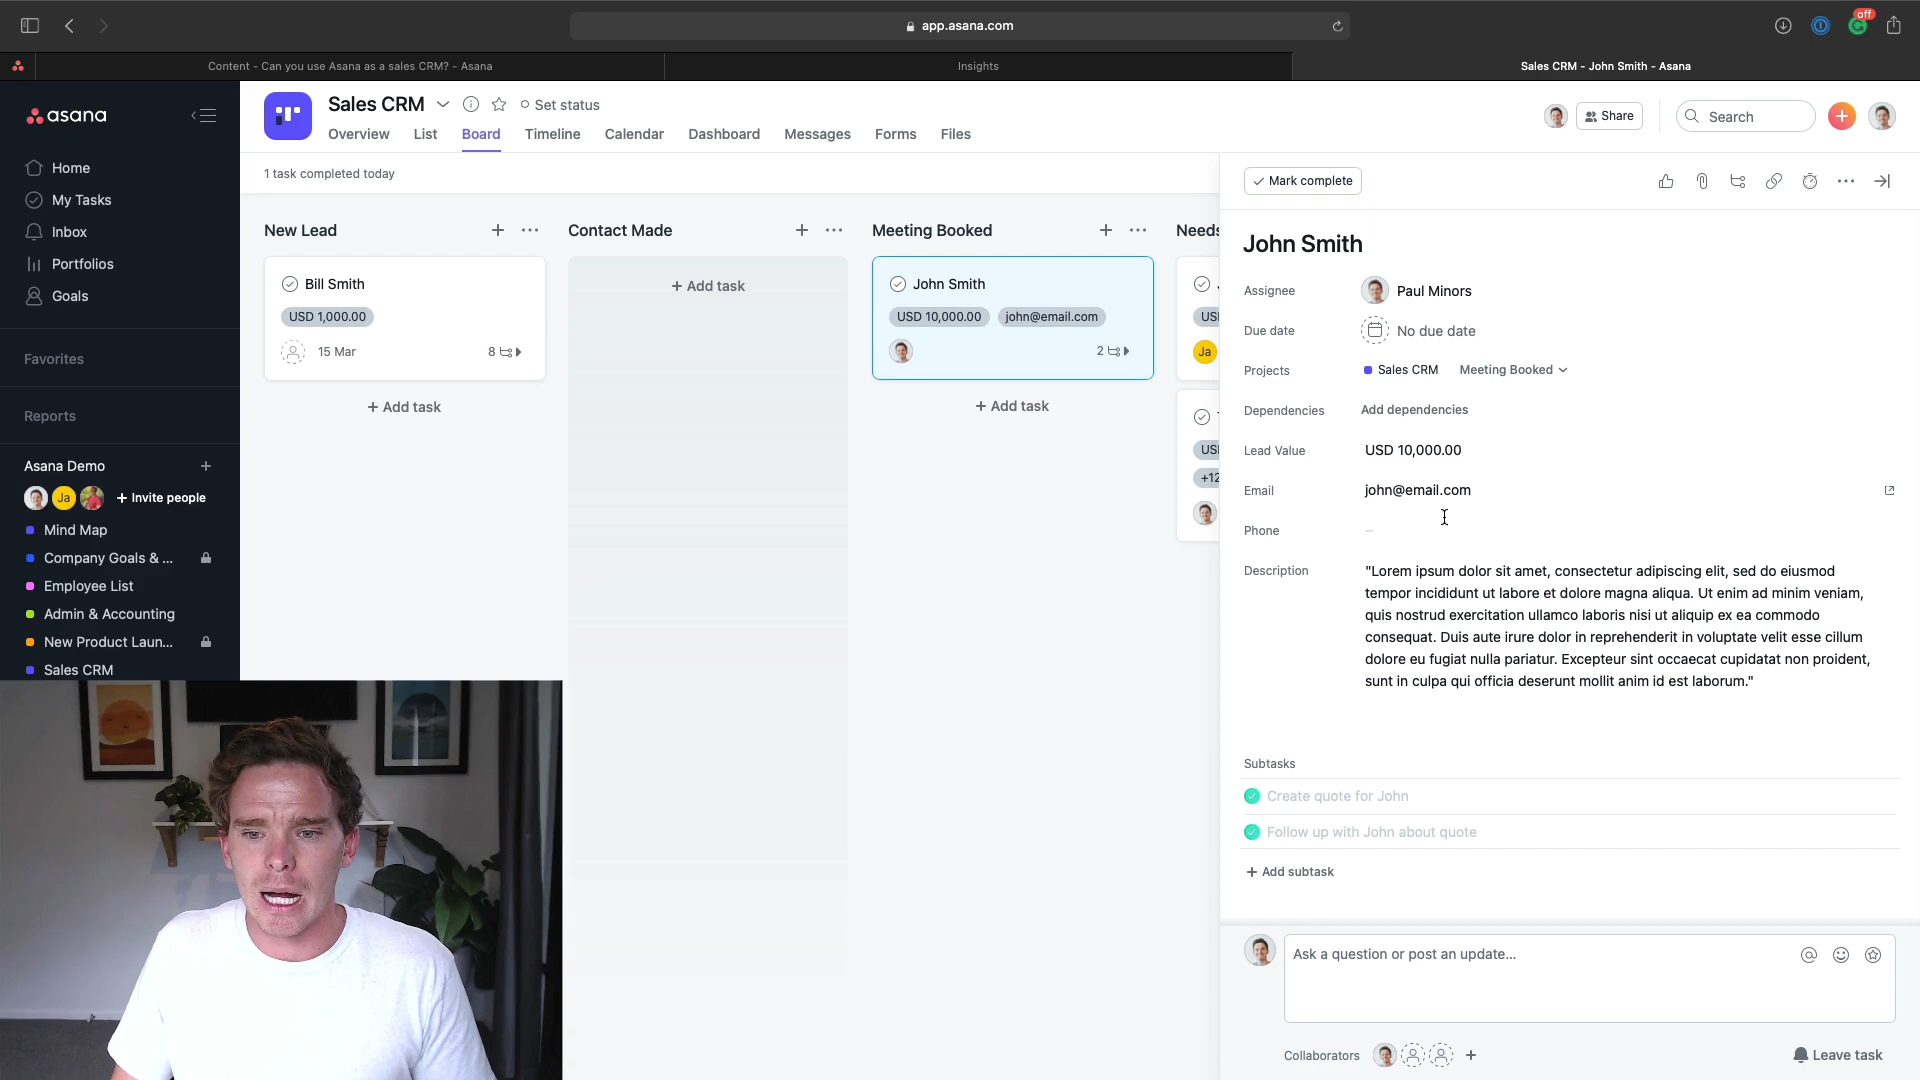 app.asana.com
off
Content - Can you use Asana as a sales CRM? - Asana
Insights
Sales CRM - John Smith - Asana
asana
Home
My Tasks
Inbox
Portfolios
Goals
Favorites
Reports
Asana Demo
Ja
Invite people
Mind Map
Company Goals & ...
Employee List
Admin & Accounting
New Product Laun...
Sales CRM
Sales CRM
Set status
Overview
List
Board
Timeline
Calendar
Dashboard
Messages
Forms
Files
Share
Search
1 task completed today
New Lead
Bill Smith
USD 1,000.00
15 Mar
8
+ Add task
Contact Made
+ Add task
Meeting Booked
John Smith
USD 10,000.00
john@email.com
2
+ Add task
Needs
USD
Ja
USD
+12
Mark complete
John Smith
Assignee
Paul Minors
Due date
No due date
Projects
Sales CRM
Meeting Booked
Dependencies
Add dependencies
Lead Value
USD 10,000.00
Email
john@email.com
Phone
–
Description
"Lorem ipsum dolor sit amet, consectetur adipiscing elit, sed do eiusmod
tempor incididunt ut labore et dolore magna aliqua. Ut enim ad minim veniam,
quis nostrud exercitation ullamco laboris nisi ut aliquip ex ea commodo
consequat. Duis aute irure dolor in reprehenderit in voluptate velit esse cillum
dolore eu fugiat nulla pariatur. Excepteur sint occaecat cupidatat non proident,
sunt in culpa qui officia deserunt mollit anim id est laborum."
Subtasks
Create quote for John
Follow up with John about quote
+ Add subtask
Ask a question or post an update...
Collaborators
Leave task